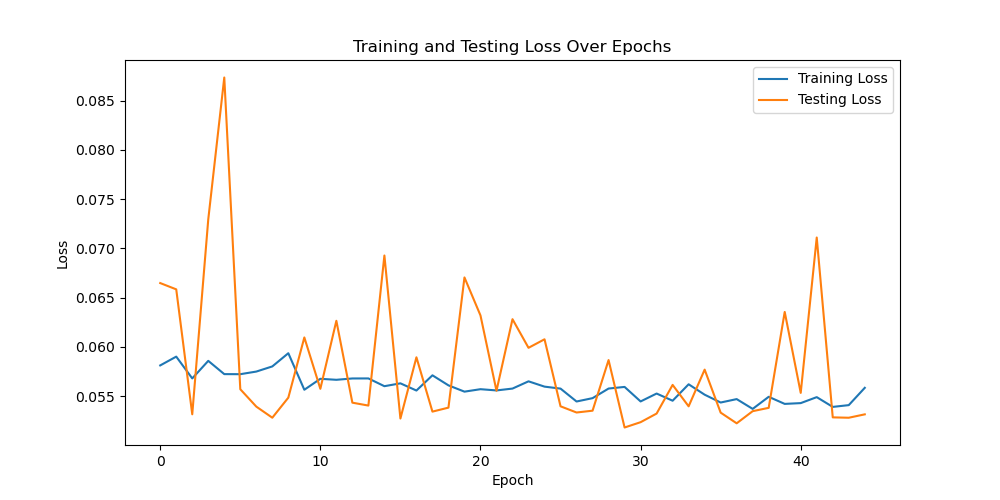 Training and Testing Loss Over Epochs
Training Loss
Testing Loss
0.085
0.080
0.075
0.070
0.065
0.060
0.055
Loss
0 10 20 30 40
Epoch